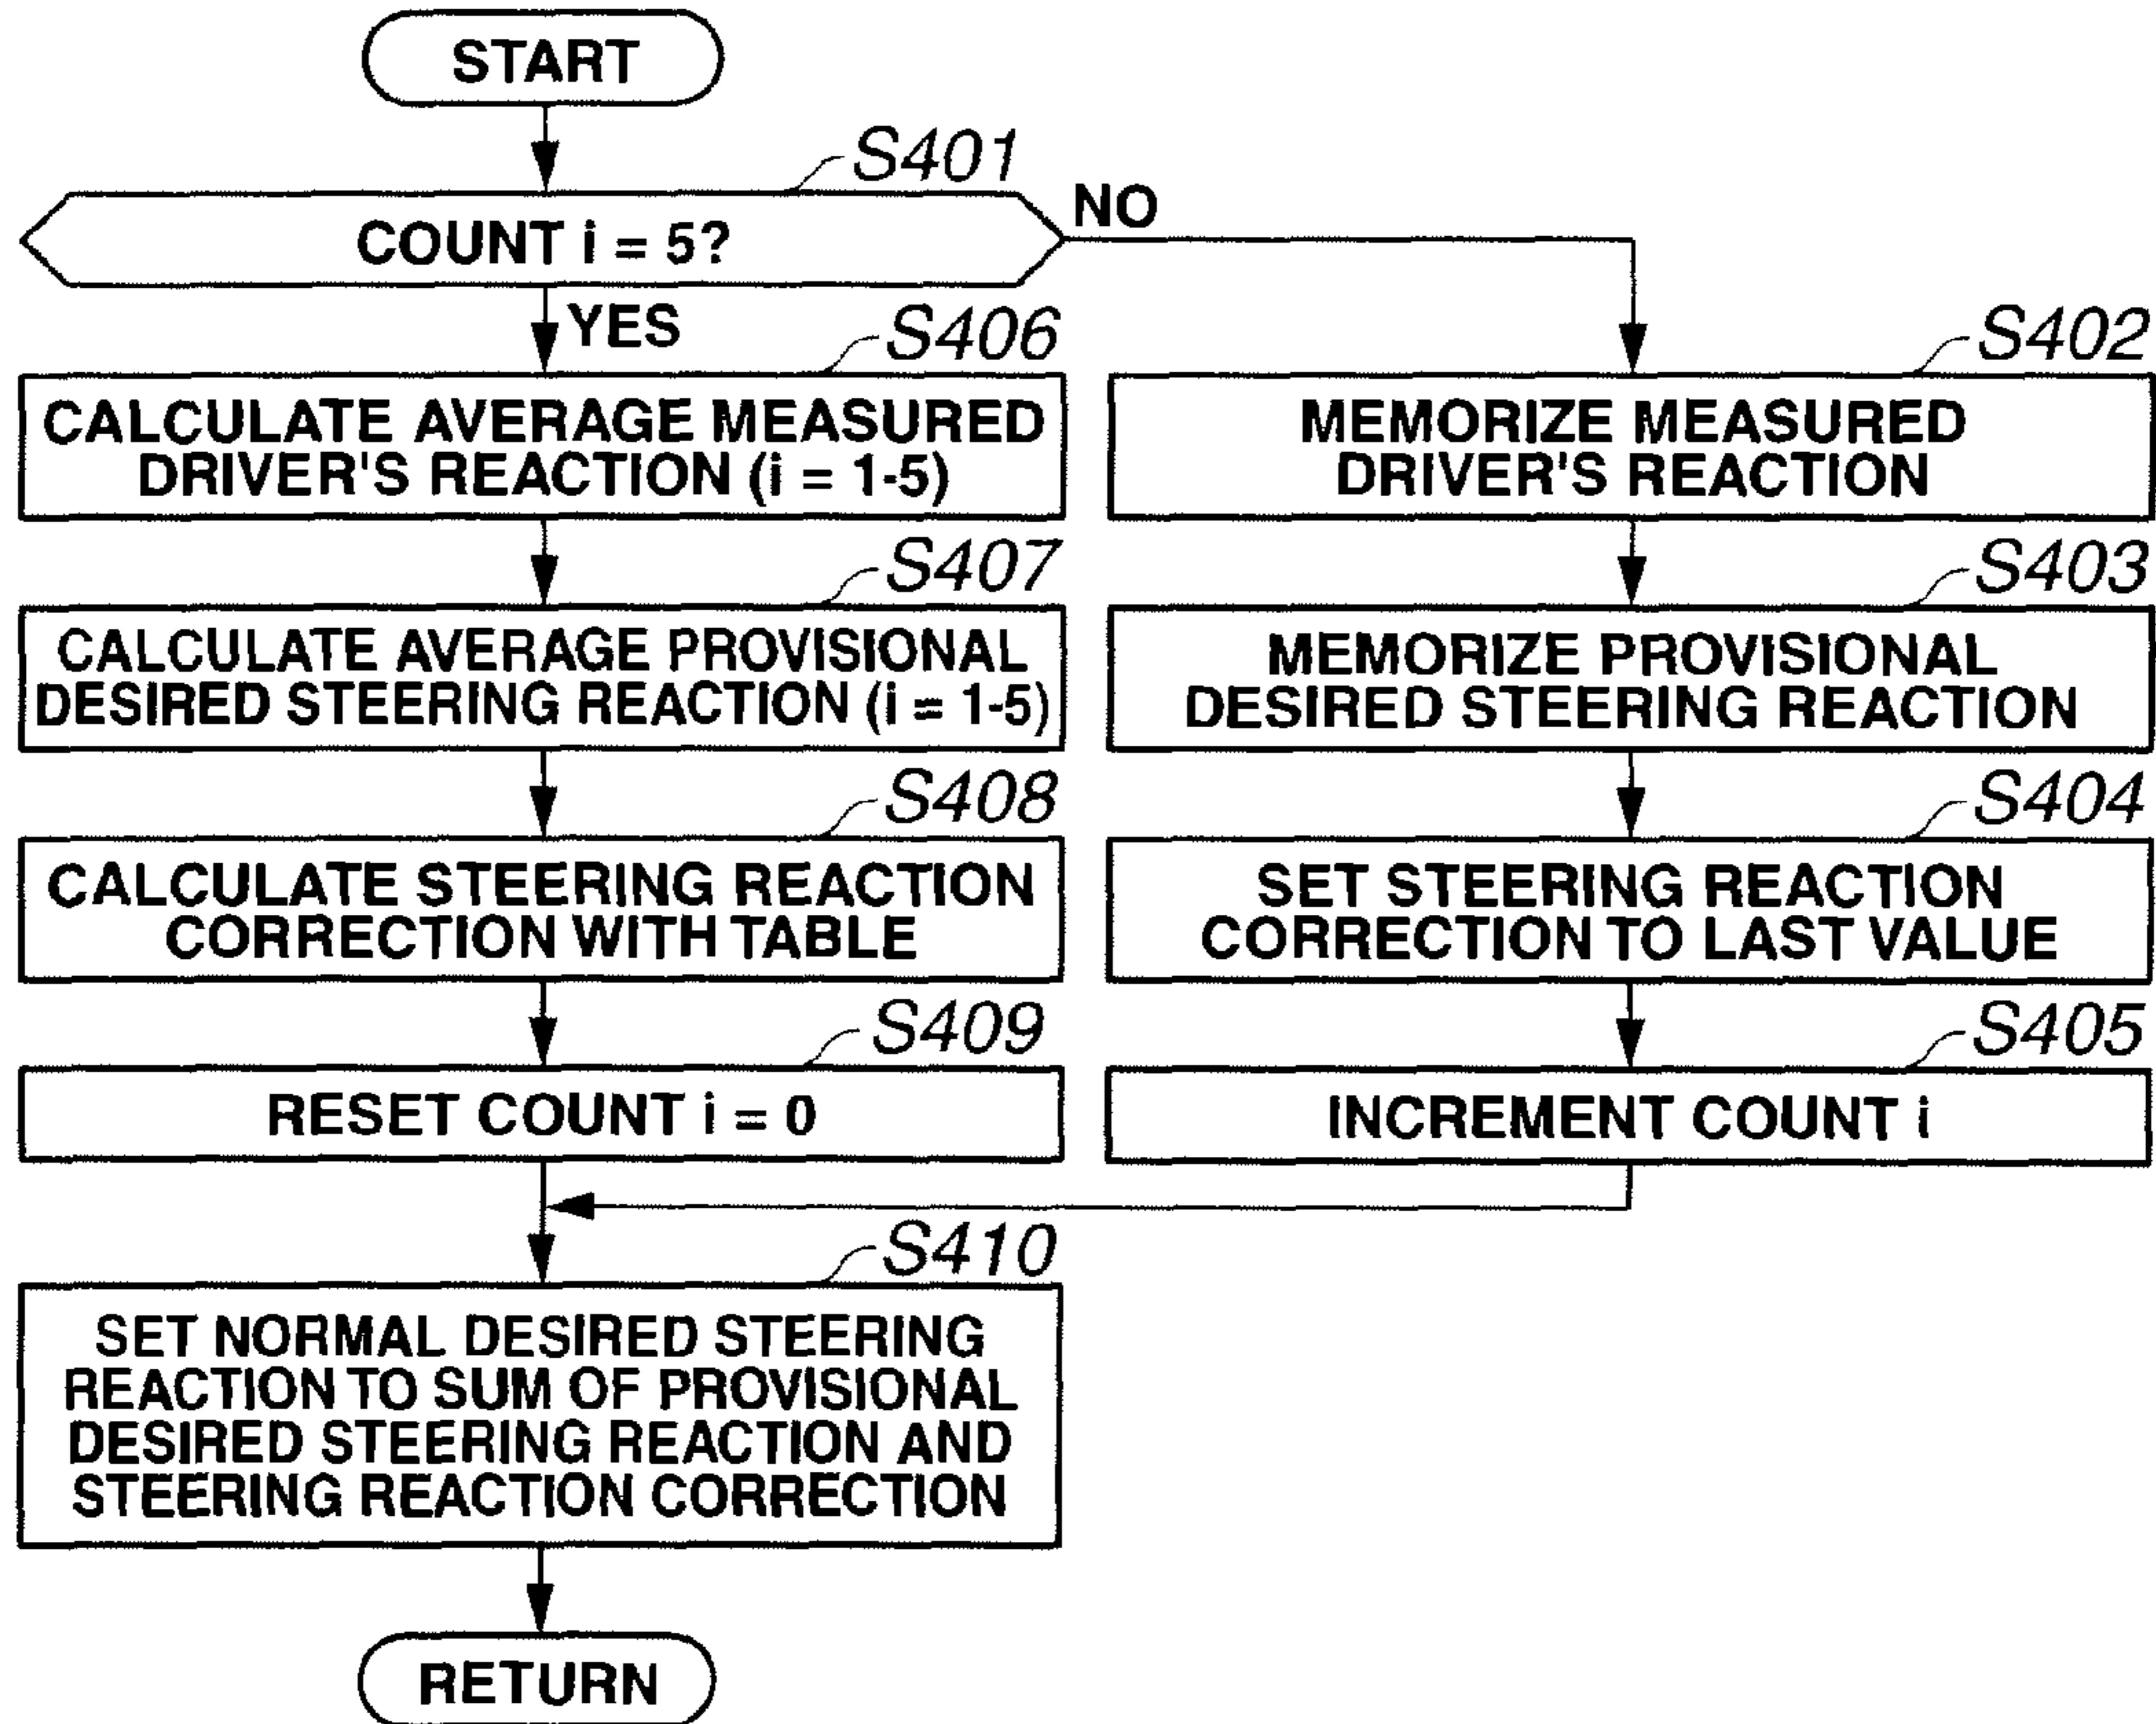 START
S401
COUNT i = 5?
NO
YES
S406
CALCULATE AVERAGE MEASURED
DRIVER'S REACTION (i = 1-5)
S402
MEMORIZE MEASURED
DRIVER'S REACTION
S407
CALCULATE AVERAGE PROVISIONAL
DESIRED STEERING REACTION (i = 1-5)
S403
MEMORIZE PROVISIONAL
DESIRED STEERING REACTION
S408
CALCULATE STEERING REACTION
CORRECTION WITH TABLE
S404
SET STEERING REACTION
CORRECTION TO LAST VALUE
S409
RESET COUNT i = 0
S405
INCREMENT COUNT i
S410
SET NORMAL DESIRED STEERING
REACTION TO SUM OF PROVISIONAL
DESIRED STEERING REACTION AND
STEERING REACTION CORRECTION
RETURN